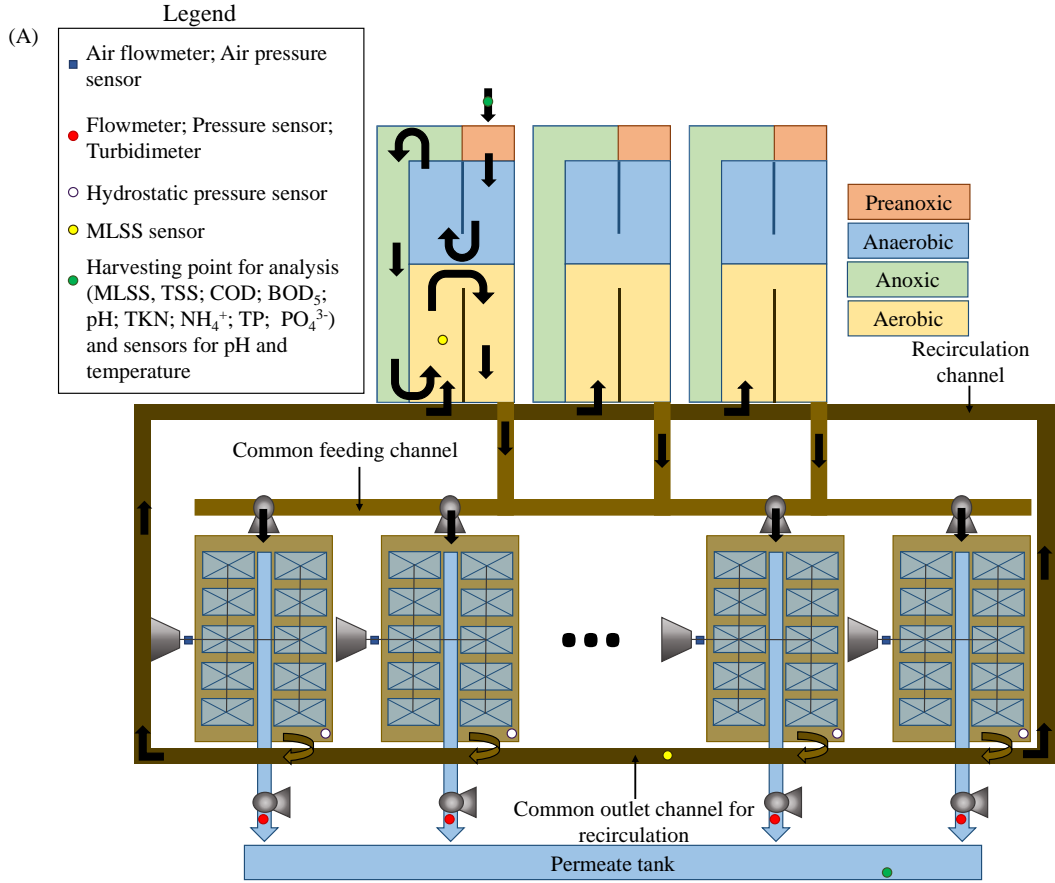 (A)
Legend
Air flowmeter; Air pressure
sensor
Flowmeter; Pressure sensor;
Turbidimeter
Hydrostatic pressure sensor
MLSS sensor
Harvesting point for analysis
(MLSS, TSS; COD; BOD₅;
pH; TKN; NH₄⁺; TP; PO₄³⁻)
and sensors for pH and
temperature
Preanoxic
Anaerobic
Anoxic
Aerobic
Recirculation
channel
Common feeding channel
Common outlet channel for
recirculation
Permeate tank